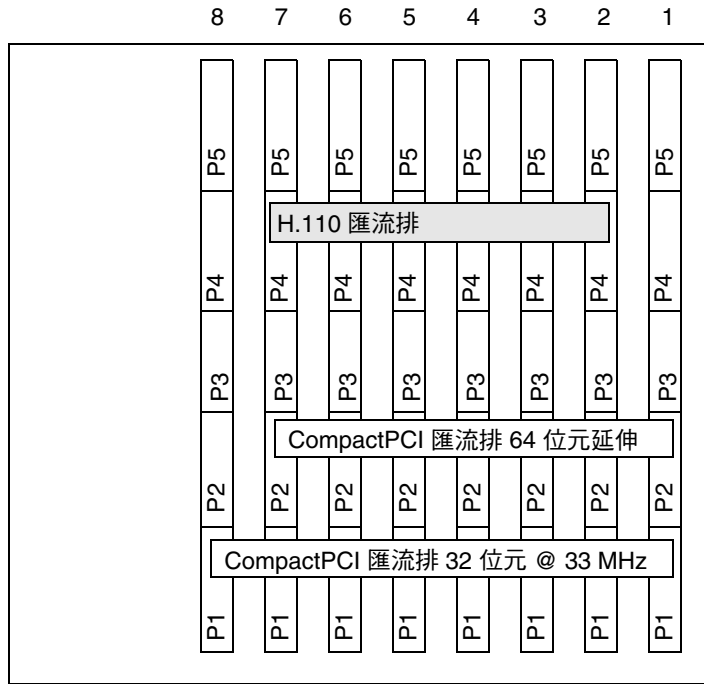 8 7 6 5 4 3 2 1
P5 P5 P5 P5 P5 P5 P5 P5
H.110 匯流排
P4 P4 P4 P4 P4 P4 P4 P4
P3 P3 P3 P3 P3 P3 P3 P3
CompactPCI 匯流排 64 位元延伸
P2 P2 P2 P2 P2 P2 P2 P2
CompactPCI 匯流排 32 位元 @ 33 MHz
P1 P1 P1 P1 P1 P1 P1 P1